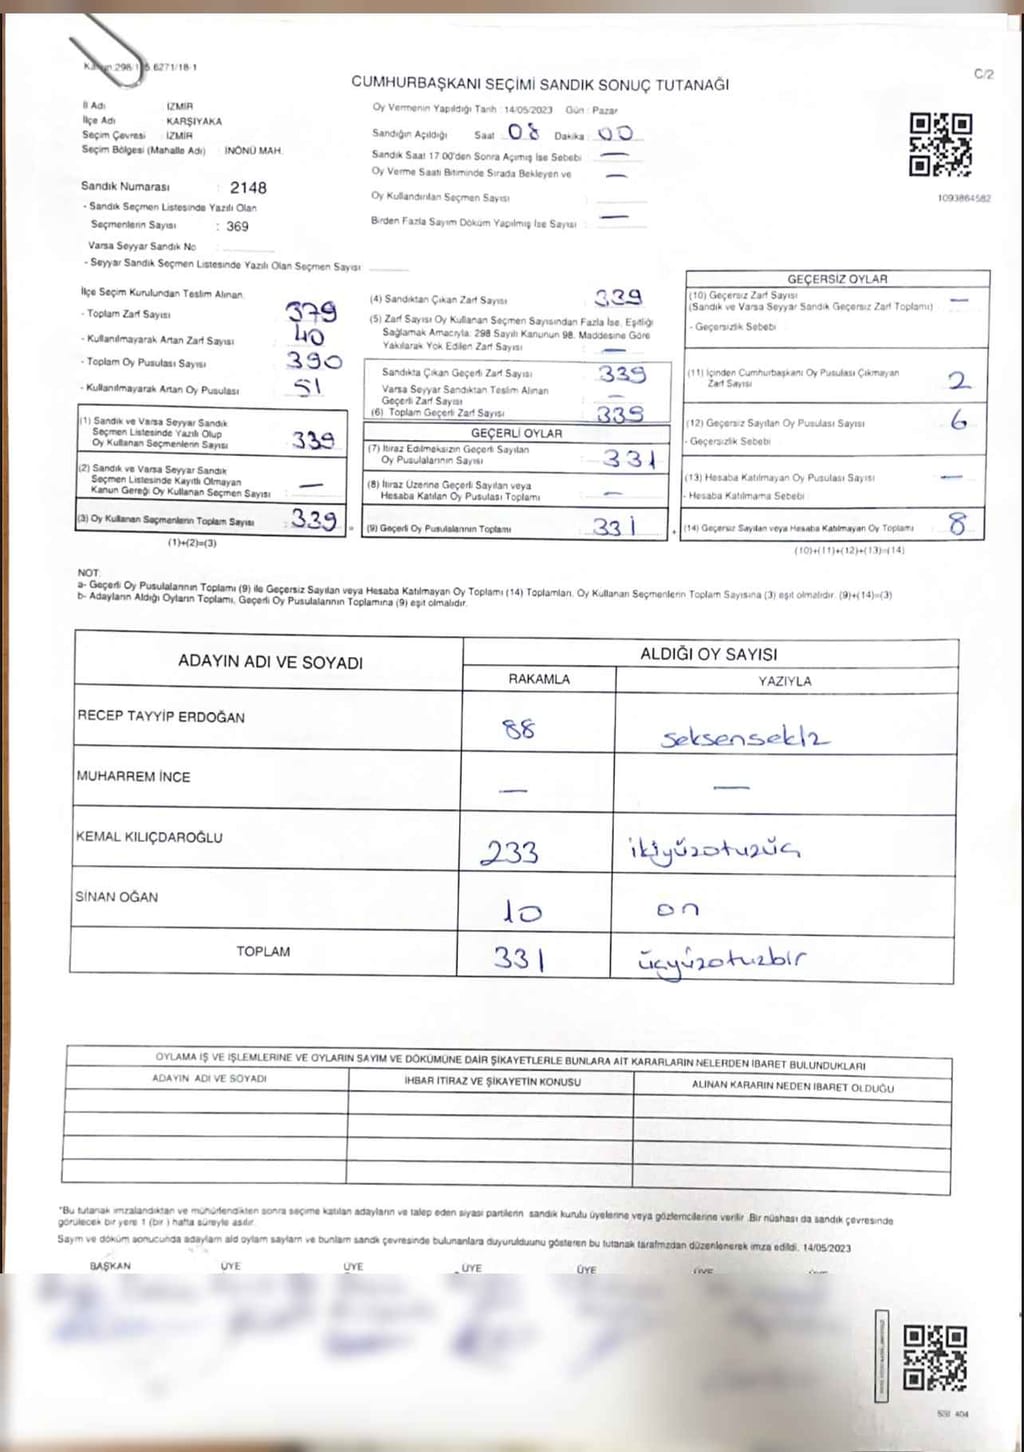 Kanun:298/105 6271/18-1
C/2
CUMHURBAŞKANI SEÇİMİ SANDIK SONUÇ TUTANAĞI
İl Adı İZMİR
İlçe Adı KARŞIYAKA
Seçim Çevresi : İZMİR
Seçim Bölgesi (Mahalle Adı) : İNÖNÜ MAH.
Oy Vermenin Yapıldığı Tarih : 14/05/2023 Gün : Pazar
Sandığın Açıldığı Saat 08 Dakika 00
Sandık Saat 17.00'den Sonra Açımış İse Sebebi —
Oy Verme Saati Bitiminde Sırada Bekleyen ve —
Oy Kullandırılan Seçmen Sayısı
Birden Fazla Sayım Döküm Yapılmış İse Sayısı : —
1093864582
Sandık Numarası : 2148
- Sandık Seçmen Listesinde Yazılı Olan
Seçmenlerin Sayısı : 369
Varsa Seyyar Sandık No
- Seyyar Sandık Seçmen Listesinde Yazılı Olan Seçmen Sayısı
İlçe Seçim Kurulundan Teslim Alınan
- Toplam Zarf Sayısı 379
- Kullanılmayarak Artan Zarf Sayısı 40
- Toplam Oy Pusulası Sayısı 390
- Kullanılmayarak Artan Oy Pusulası 51
(1) Sandık ve Varsa Seyyar Sandık
Seçmen Listesinde Yazılı Olup
Oy Kullanan Seçmenlerin Sayısı 339
(2) Sandık ve Varsa Seyyar Sandık
Seçmen Listesinde Kayıtlı Olmayan
Kanun Gereği Oy Kullanan Seçmen Sayısı : —
(3) Oy Kullanan Seçmenlerin Toplam Sayısı : 339
(1)+(2)=(3)
(4) Sandıktan Çıkan Zarf Sayısı 339
(5) Zarf Sayısı Oy Kullanan Seçmen Sayısından Fazla İse, Eşitliği
Sağlamak Amacıyla; 298 Sayılı Kanunun 98. Maddesine Göre
Yakılarak Yok Edilen Zarf Sayısı —
Sandıkta Çıkan Geçerli Zarf Sayısı 339
Varsa Seyyar Sandıktan Teslim Alınan
Geçerli Zarf Sayısı —
(6) Toplam Geçerli Zarf Sayısı 339
GEÇERLİ OYLAR
(7) İtiraz Edilmeksizin Geçerli Sayılan
Oy Pusulalarının Sayısı : 331
(8) İtiraz Üzerine Geçerli Sayılan veya
Hesaba Katılan Oy Pusulası Toplamı —
= (9) Geçerli Oy Pusulalarının Toplamı 331
GEÇERSİZ OYLAR
(10) Geçersiz Zarf Sayısı —
(Sandık ve Varsa Seyyar Sandık Geçersiz Zarf Toplamı)
- Geçersizlik Sebebi
(11) İçinden Cumhurbaşkanı Oy Pusulası Çıkmayan
Zarf Sayısı 2
(12) Geçersiz Sayılan Oy Pusulası Sayısı 6
- Geçersizlik Sebebi
(13) Hesaba Katılmayan Oy Pusulası Sayısı —
- Hesaba Katılmama Sebebi
+ (14) Geçersiz Sayılan veya Hesaba Katılmayan Oy Toplamı 8
(10)+(11)+(12)+(13)=(14)
NOT:
a- Geçerli Oy Pusulalarının Toplamı (9) ile Geçersiz Sayılan veya Hesaba Katılmayan Oy Toplamı (14) Toplamları, Oy Kullanan Seçmenlerin Toplam Sayısına (3) eşit olmalıdır. (9)+(14)=(3)
b- Adayların Aldığı Oyların Toplamı, Geçerli Oy Pusulalarının Toplamına (9) eşit olmalıdır.
ADAYIN ADI VE SOYADI ALDIĞI OY SAYISI
RAKAMLA YAZIYLA
RECEP TAYYİP ERDOĞAN 88 seksensekiz
MUHARREM İNCE — —
KEMAL KILIÇDAROĞLU 233 ikiyüzotuzüç
SİNAN OĞAN 10 on
TOPLAM 331 üçyüzotuzbir
OYLAMA İŞ VE İŞLEMLERİNE VE OYLARIN SAYIM VE DÖKÜMÜNE DAİR ŞİKAYETLERLE BUNLARA AİT KARARLARIN NELERDEN İBARET BULUNDUKLARI
ADAYIN ADI VE SOYADI İHBAR İTİRAZ VE ŞİKAYETİN KONUSU ALINAN KARARIN NEDEN İBARET OLDUĞU
*Bu tutanak imzalandıktan ve mühürlendikten sonra seçime katılan adayların ve talep eden siyasi partilerin sandık kurulu üyelerine veya gözlemcilerine verilir. Bir nüshası da sandık çevresinde
görülecek bir yere 1 (bir ) hafta süreyle asılır.
Sayım ve döküm sonucunda adayların ald oyların sayların ve bunların sandık çevresinde bulunanlara duyurulduunu gösteren bu tutanak tarafmzdan düzenlenerek imza edildi. 14/05/2023
BAŞKAN ÜYE ÜYE ÜYE ÜYE ÜYE
SSI 404